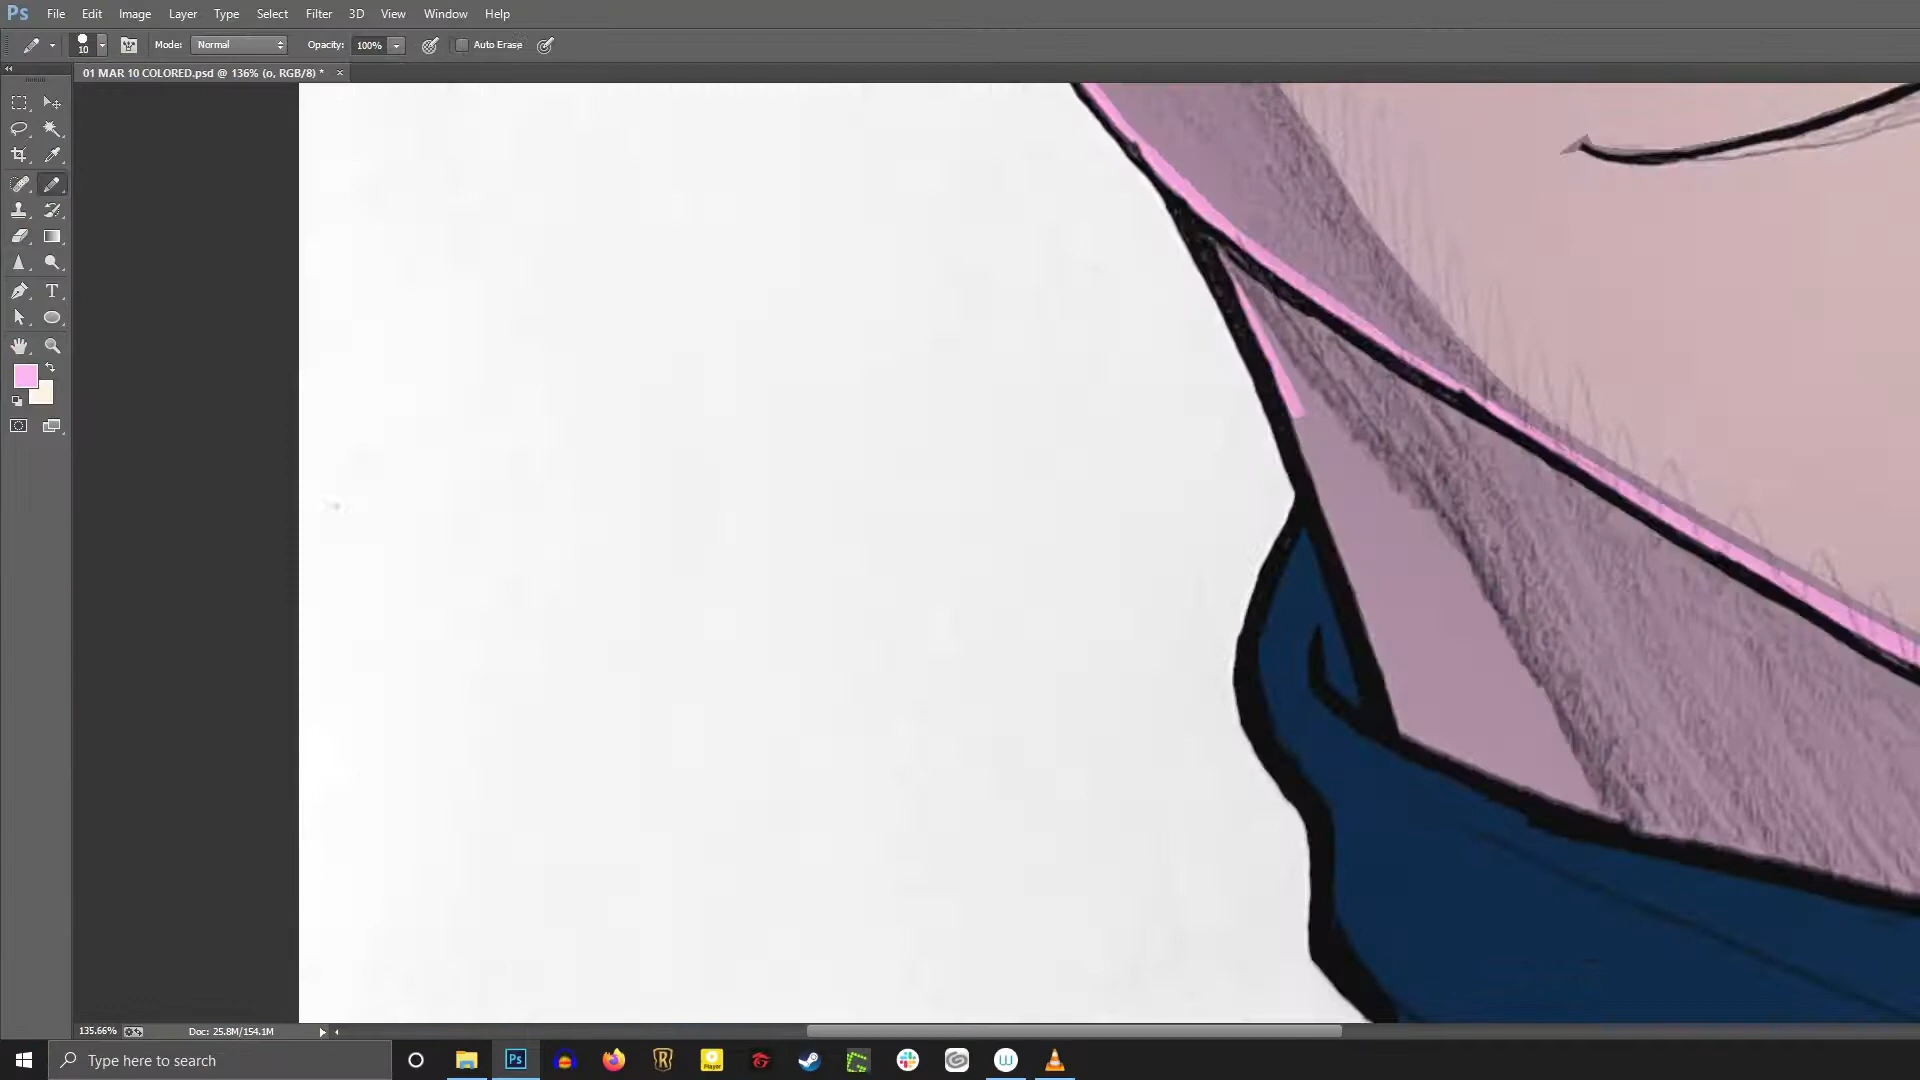 Ps File Edit Image Layer Type Select Filter 3D View Window Help
10 Mode: Normal Opacity: 100% Auto Erase
01 MAR 10 COLORED.psd @ 136% (o, RGB/8) * ×
T
135.66% Doc: 25.8M/154.1M
Type here to search Ps R Player W